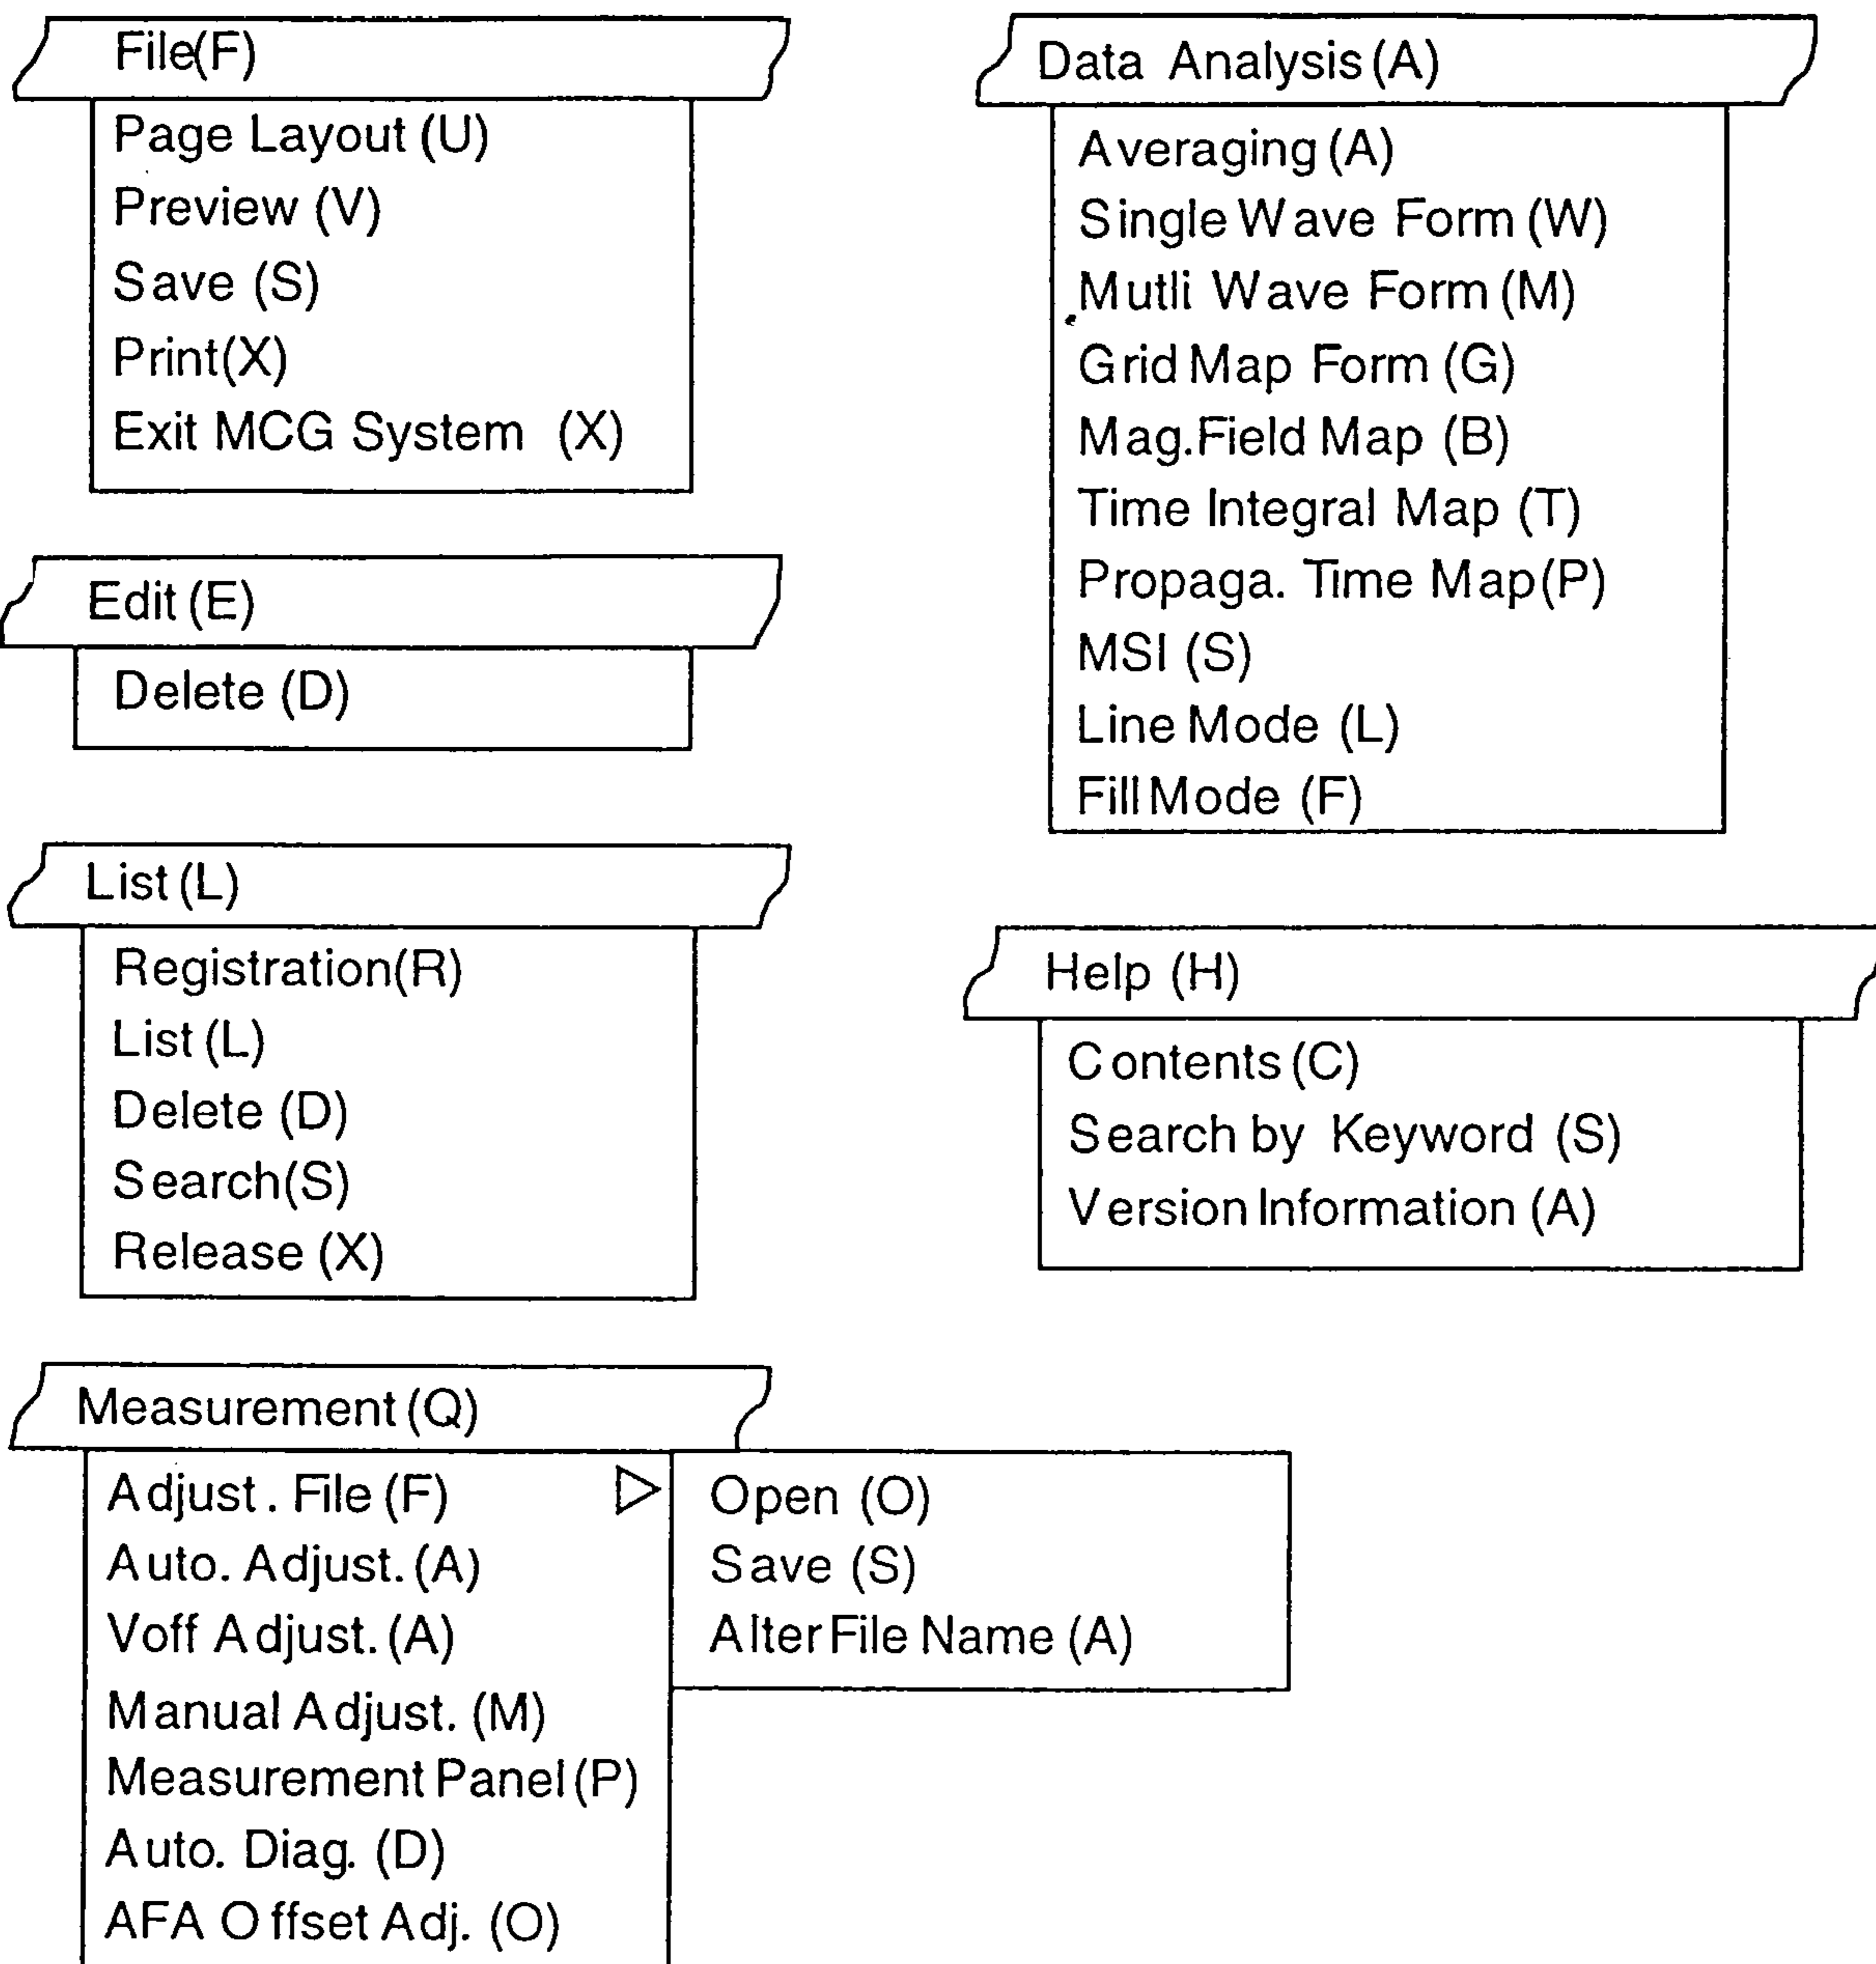 File(F)
Page Layout (U)
Preview (V)
Save (S)
Print(X)
Exit MCG System (X)
Edit (E)
Delete (D)
List (L)
Registration(R)
List (L)
Delete (D)
Search(S)
Release (X)
Measurement (Q)
Adjust. File (F)
Auto. Adjust. (A)
Voff Adjust. (A)
Manual Adjust. (M)
Measurement Panel (P)
Auto. Diag. (D)
AFA Offset Adj. (O)
Open (O)
Save (S)
Alter File Name (A)
Data Analysis (A)
Averaging (A)
Single Wave Form (W)
Mutli Wave Form (M)
Grid Map Form (G)
Mag.Field Map (B)
Time Integral Map (T)
Propaga. Time Map(P)
MSI (S)
Line Mode (L)
Fill Mode (F)
Help (H)
Contents (C)
Search by Keyword (S)
Version Information (A)